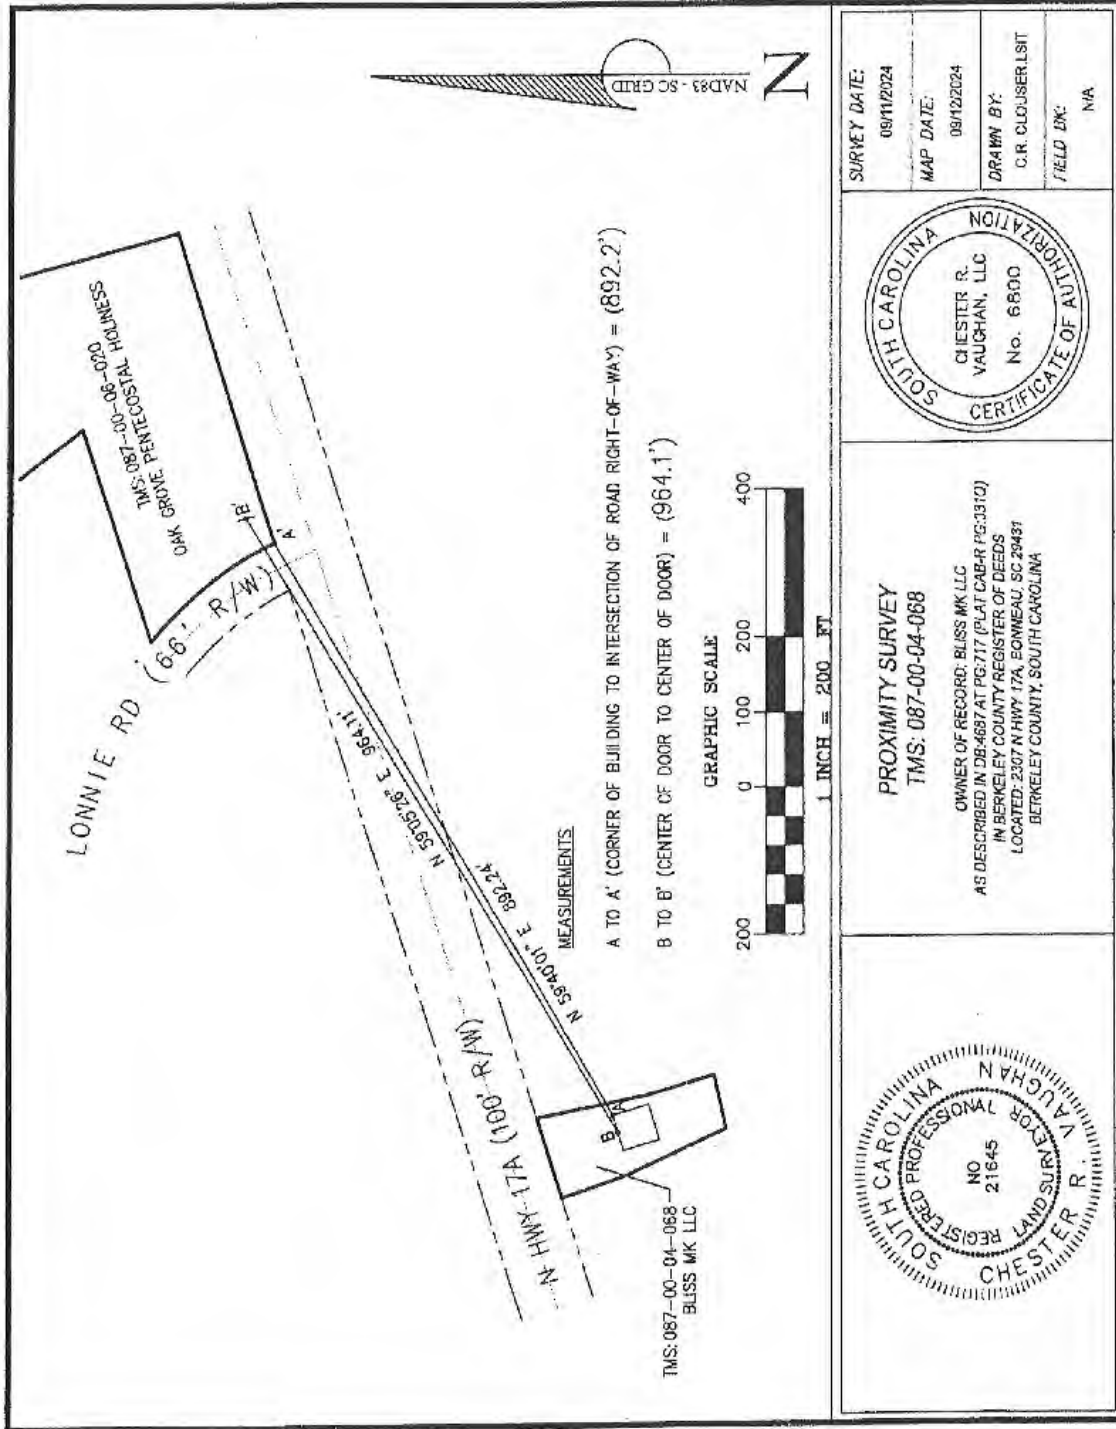 LONNIE RD (66' R/W)
TMS: 087-00-06-020
OAK GROVE PENTECOSTAL HOLINESS
B'
A'
N 59°05'26" E 964.11'
N 59°40'01" E 892.24'
N HWY 17A (100' R/W)
B
A
TMS: 087-00-04-068
BLISS MK LLC
NAD83 - SC GRID
N
MEASUREMENTS
A TO A' (CORNER OF BUILDING TO INTERSECTION OF ROAD RIGHT-OF-WAY) = (892.2')
B TO B' (CENTER OF DOOR TO CENTER OF DOOR) = (964.1')
GRAPHIC SCALE
200 0 100 200 400
1 INCH = 200 FT
SOUTH CAROLINA
REGISTERED PROFESSIONAL
NO
21645
LAND SURVEYOR
CHESTER R. VAUGHAN
PROXIMITY SURVEY
TMS: 087-00-04-068
OWNER OF RECORD: BLISS MK LLC
AS DESCRIBED IN DB:4687 AT PG:717 (PLAT CAB-R PG:331Q)
IN BERKELEY COUNTY REGISTER OF DEEDS
LOCATED: 2307 N HWY 17A, BONNEAU, SC 29431
BERKELEY COUNTY, SOUTH CAROLINA
SOUTH CAROLINA
CHESTER R.
VAUGHAN, LLC
No. 6800
CERTIFICATE OF AUTHORIZATION
SURVEY DATE:
09/11/2024
MAP DATE:
09/12/2024
DRAWN BY:
C.R. CLOUSER, LSIT
FIELD BK:
N/A